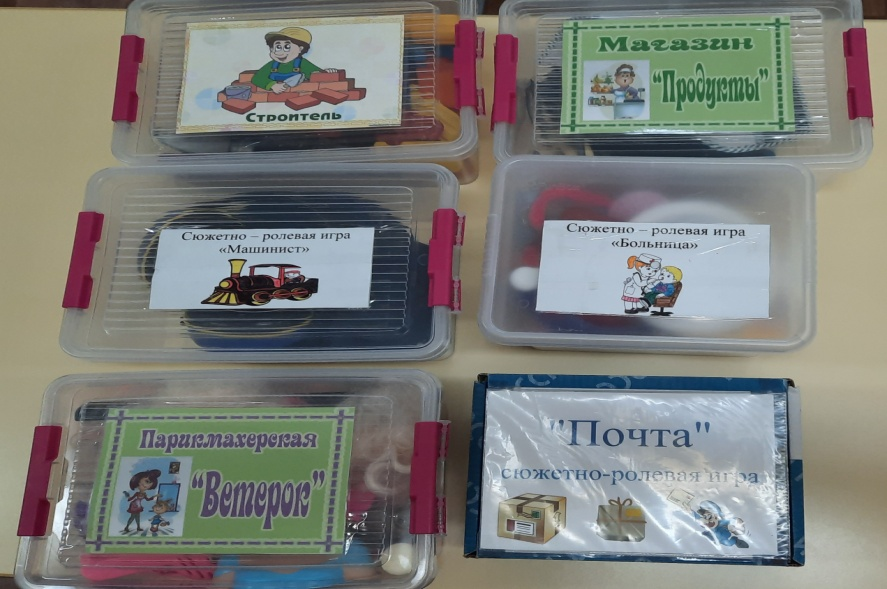 Строитель
Магазин
"Продукты"
Сюжетно – ролевая игра
«Машинист»
Сюжетно – ролевая игра
«Больница»
Парикмахерская
"Ветерок"
"Почта"
сюжетно-ролевая игра